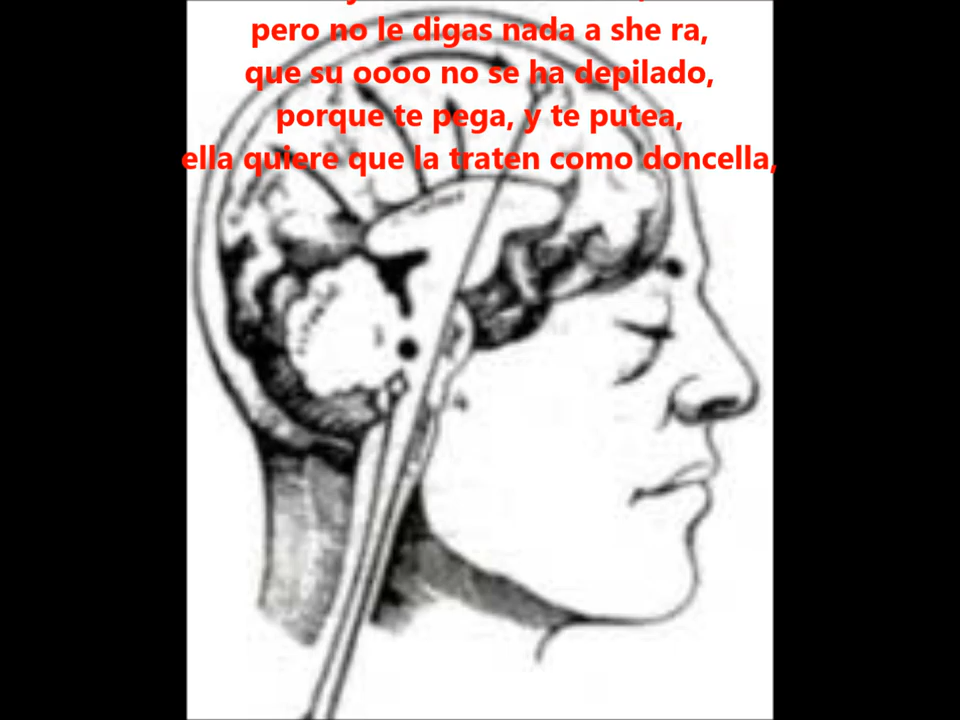 pero no le digas nada a she ra,
que su oooo no se ha depilado,
porque te pega, y te putea,
ella quiere que la traten como doncella,